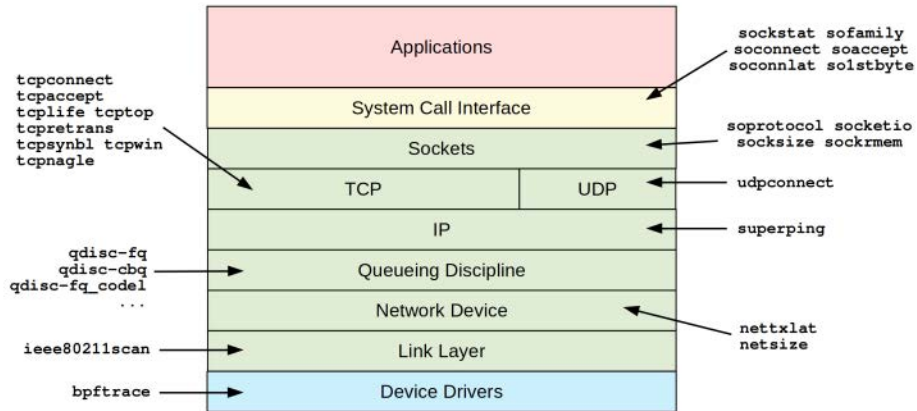 Applications
sockstat sofamily
soconnect soaccept
soconnlat so1stbyte
tcpconnect
tcpaccept
tcplife tcptop
tcpretrans
tcpsynbl tcpwin
tcpnagle
System Call Interface
Sockets
soprotocol socketio
socksize sockrmem
TCP
UDP
udpconnect
IP
superping
qdisc-fq
qdisc-cbq
qdisc-fq_codel
...
Queueing Discipline
Network Device
nettxlat
netsize
ieee80211scan
Link Layer
bpftrace
Device Drivers